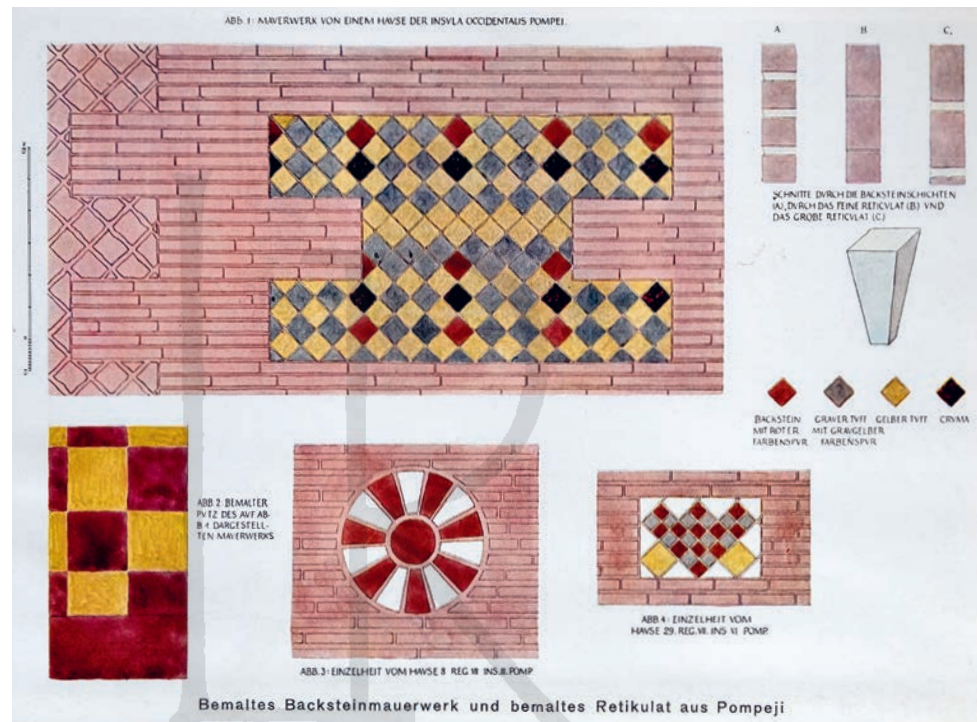 ABB. 1: MAVERWERK VON EINEM HAVSE DER INSVLA OCCIDENTALIS POMPEI.
A B C.
SCHNITTE DVRCH DIE BACKSTEINSCHICHTEN
(A), DVRCH DAS FEINE RETICVLAT (B) VND
DAS GROBE RETICVLAT (C)
BACKSTEIN
MIT ROTER
FARBENSPVR
GRAVER TVFF
MIT GRAVGELBER
FARBENSPVR
GELBER TVFF
CRVMA
ABB. 2: BEMALTER
PVTZ DES AVF AB-
B 1 DARGESTELL-
TEN MAVERWERKS
ABB. 3: EINZELHEIT VOM HAVSE 8 REG. VII INS. II. POMP.
ABB. 4: EINZELHEIT VOM
HAVSE 29. REG. VII. INS VI POMP.
Bemaltes Backsteinmauerwerk und bemaltes Retikulat aus Pompeji